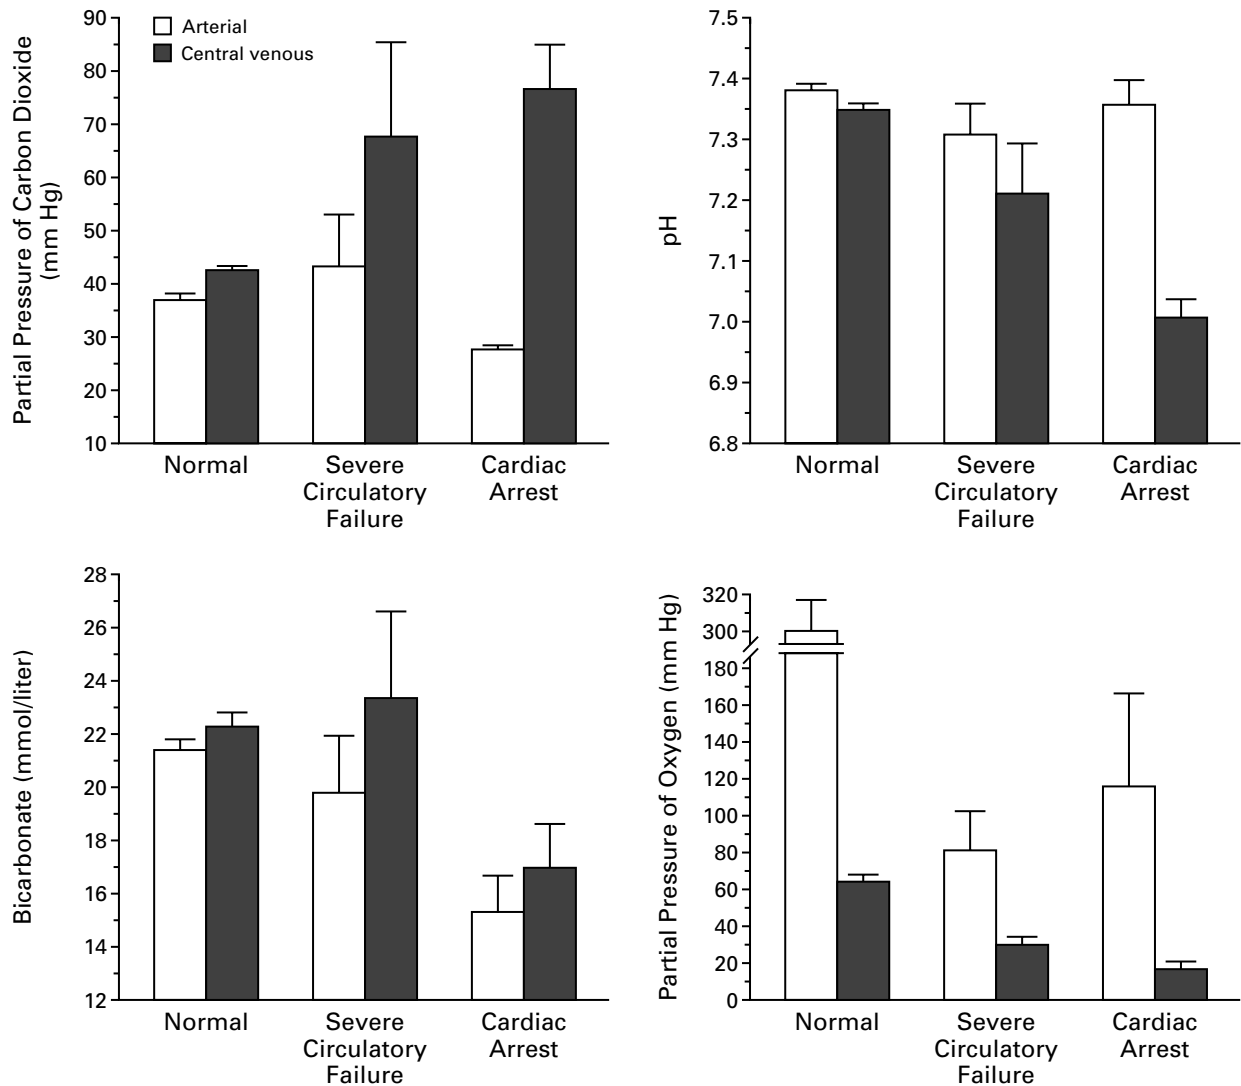 Partial Pressure of Carbon Dioxide
(mm Hg)
90
80
70
60
50
40
30
20
10
Arterial
Central venous
Normal
Severe
Circulatory
Failure
Cardiac
Arrest
pH
7.5
7.4
7.3
7.2
7.1
7.0
6.9
6.8
Normal
Severe
Circulatory
Failure
Cardiac
Arrest
Bicarbonate (mmol/liter)
28
26
24
22
20
18
16
14
12
Normal
Severe
Circulatory
Failure
Cardiac
Arrest
Partial Pressure of Oxygen (mm Hg)
320
300
180
160
140
120
100
80
60
40
20
0
Normal
Severe
Circulatory
Failure
Cardiac
Arrest